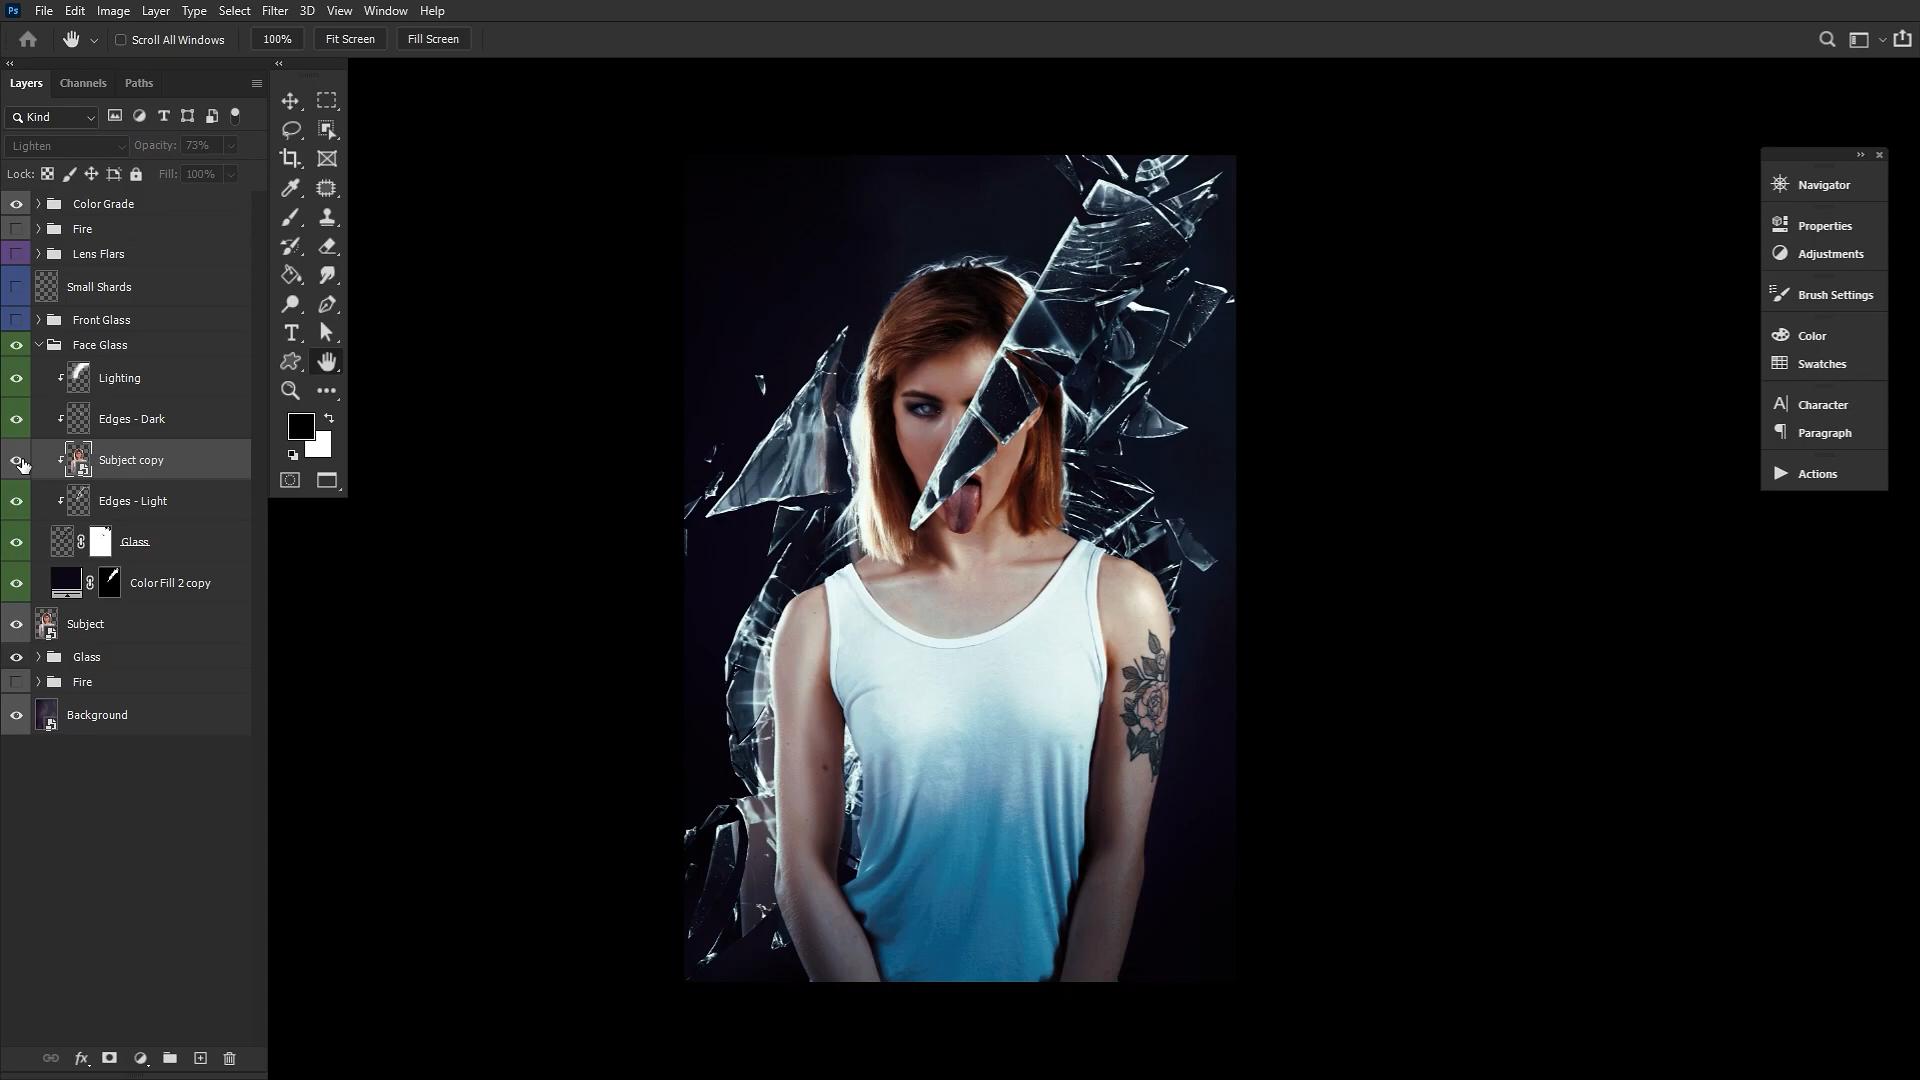 Ps File Edit Image Layer Type Select Filter 3D View Window Help
Scroll All Windows 100% Fit Screen Fill Screen
Layers Channels Paths
Kind
Lighten Opacity: 73%
Lock: Fill: 100%
Color Grade
Fire
Lens Flars
Small Shards
Front Glass
Face Glass
Lighting
Edges - Dark
Subject copy
Edges - Light
Glass
Color Fill 2 copy
Subject
Glass
Fire
Background
fx
Navigator
Properties
Adjustments
Brush Settings
Color
Swatches
Character
Paragraph
Actions